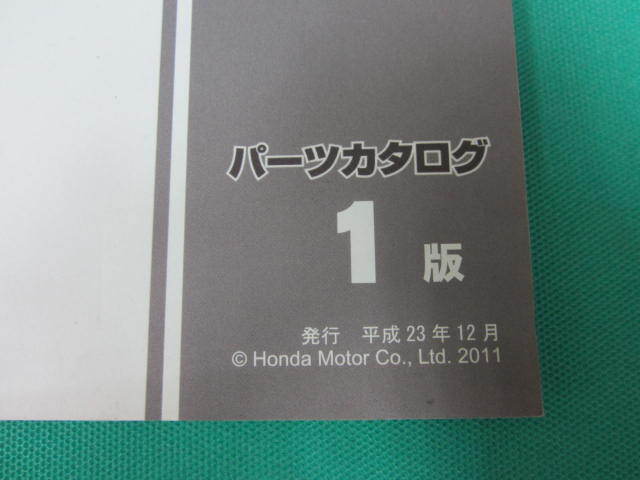 パーツカタログ
1 版
発行 平成 23 年 12 月
© Honda Motor Co., Ltd. 2011